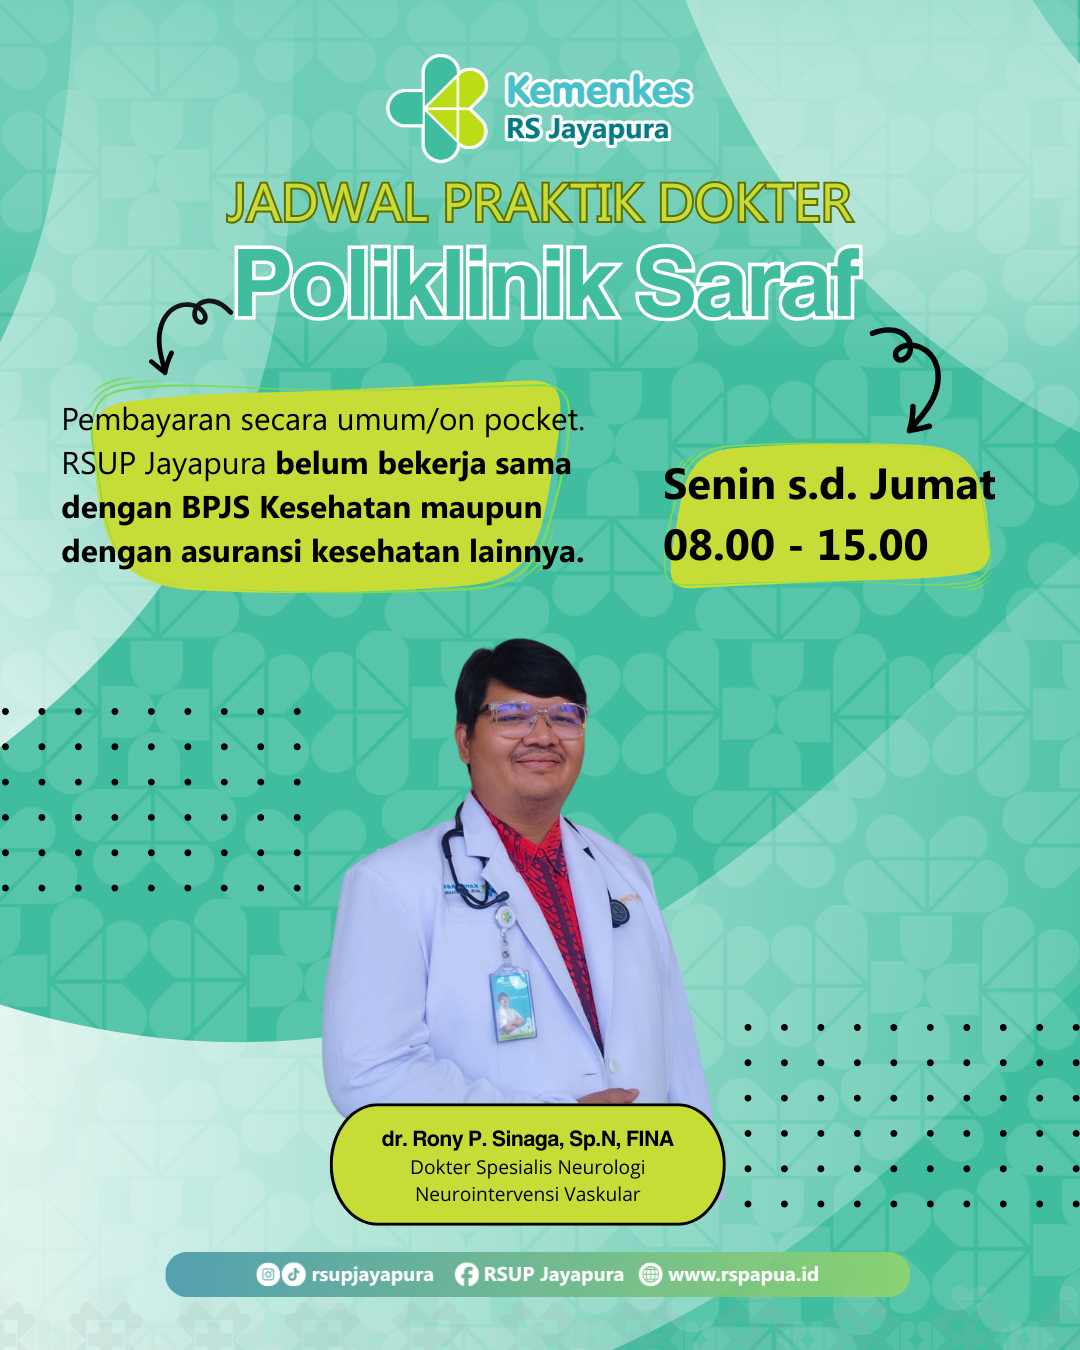 Kemenkes
RS Jayapura
JADWAL PRAKTIK DOKTER
Poliklinik Saraf
Pembayaran secara umum/on pocket.
RSUP Jayapura belum bekerja sama
dengan BPJS Kesehatan maupun
dengan asuransi kesehatan lainnya.
Senin s.d. Jumat
08.00 - 15.00
dr. Rony P. Sinaga, Sp.N, FINA
Dokter Spesialis Neurologi
Neurointervensi Vaskular
rsupjayapura RSUP Jayapura www.rspapua.id